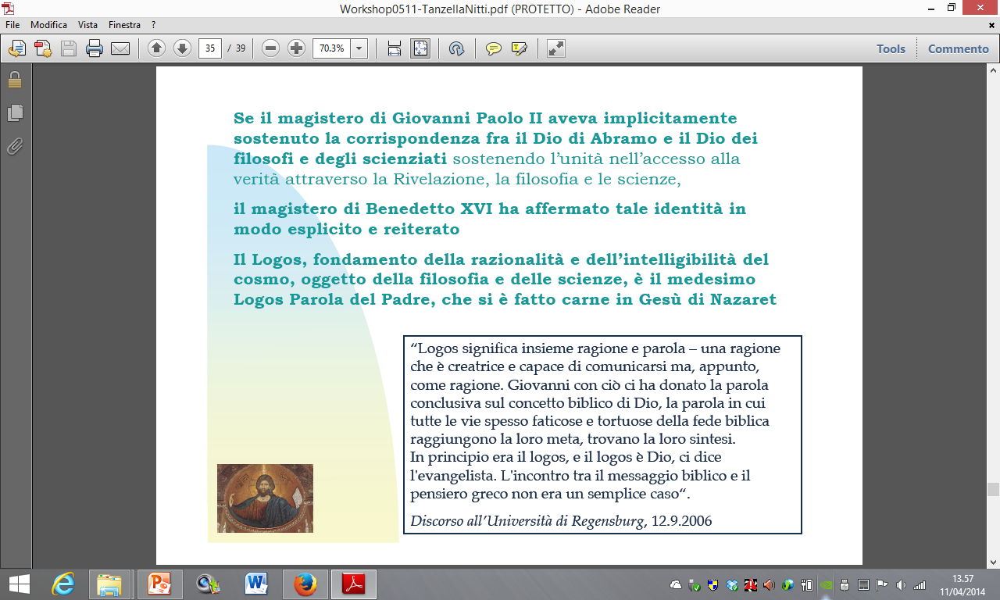 Workshop0511-TanzellaNitti.pdf (PROTETTO) - Adobe Reader
File Modifica Vista Finestra ?
35 / 39 70.3% Tools Commento
Se il magistero di Giovanni Paolo II aveva implicitamente
sostenuto la corrispondenza fra il Dio di Abramo e il Dio dei
filosofi e degli scienziati sostenendo l’unità nell’accesso alla
verità attraverso la Rivelazione, la filosofia e le scienze,
il magistero di Benedetto XVI ha affermato tale identità in
modo esplicito e reiterato
Il Logos, fondamento della razionalità e dell’intelligibilità del
cosmo, oggetto della filosofia e delle scienze, è il medesimo
Logos Parola del Padre, che si è fatto carne in Gesù di Nazaret
“Logos significa insieme ragione e parola – una ragione
che è creatrice e capace di comunicarsi ma, appunto,
come ragione. Giovanni con ciò ci ha donato la parola
conclusiva sul concetto biblico di Dio, la parola in cui
tutte le vie spesso faticose e tortuose della fede biblica
raggiungono la loro meta, trovano la loro sintesi.
In principio era il logos, e il logos è Dio, ci dice
l'evangelista. L'incontro tra il messaggio biblico e il
pensiero greco non era un semplice caso“.
Discorso all’Università di Regensburg, 12.9.2006
13.57
11/04/2014